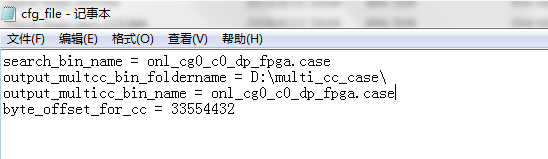 cfg_file - 记事本
文件(F) 编辑(E) 格式(O) 查看(V) 帮助(H)
search_bin_name = onl_cg0_c0_dp_fpga.case
output_multcc_bin_foldername = D:\multi_cc_case\
output_multicc_bin_name = onl_cg0_c0_dp_fpga.case
byte_offset_for_cc = 33554432